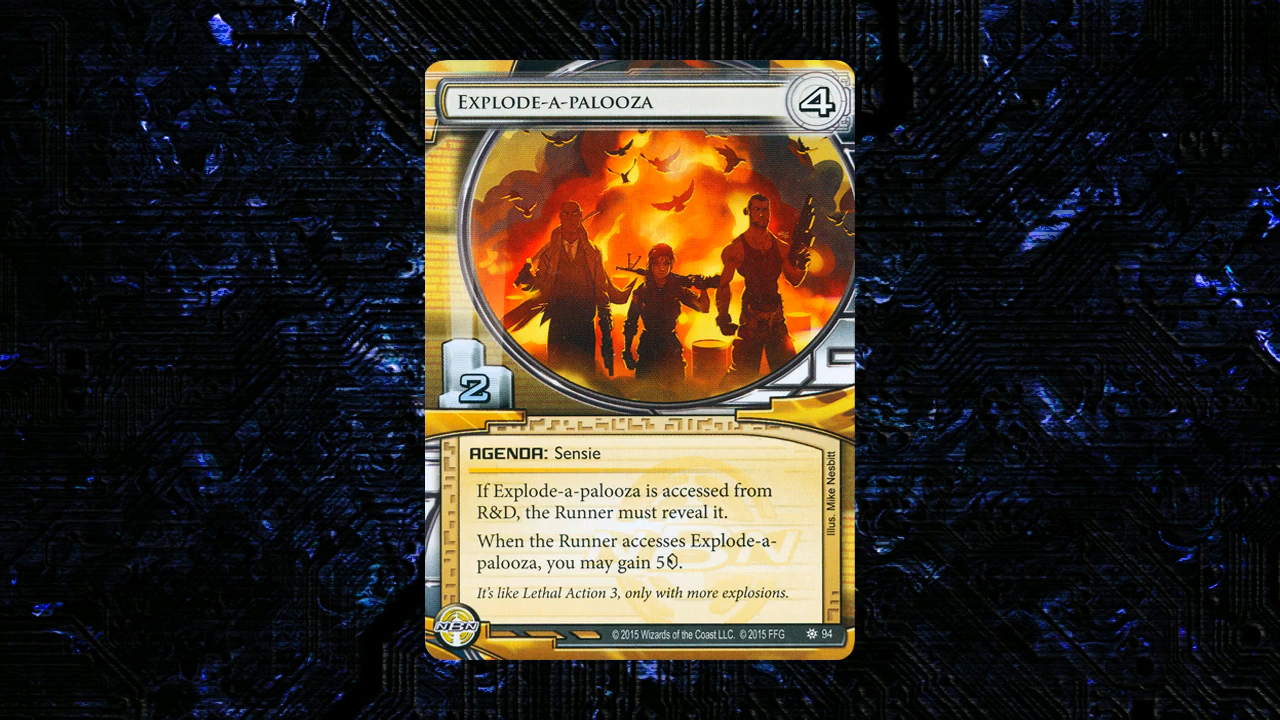 EXPLODE-A-PALOOZA
4
2
AGENDA: Sensie
If Explode-a-palooza is accessed from
R&D, the Runner must reveal it.
When the Runner accesses Explode-a-
palooza, you may gain 5.
It's like Lethal Action 3, only with more explosions.
Illus. Mike Nesbitt
NBN
© 2015 Wizards of the Coast LLC. © 2015 FFG
94